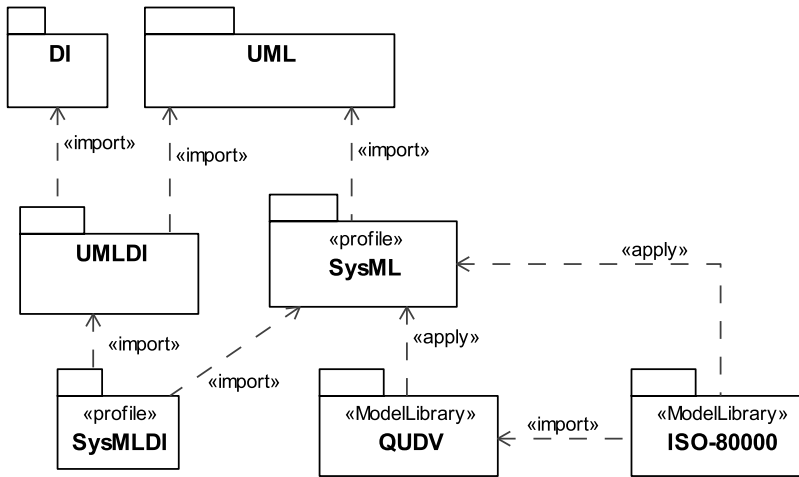 DI
UML
«import»
«import»
«import»
UMLDI
«profile»
SysML
«apply»
«import»
«import»
«apply»
«profile»
SysMLDI
«ModelLibrary»
QUDV
«import»
«ModelLibrary»
ISO-80000